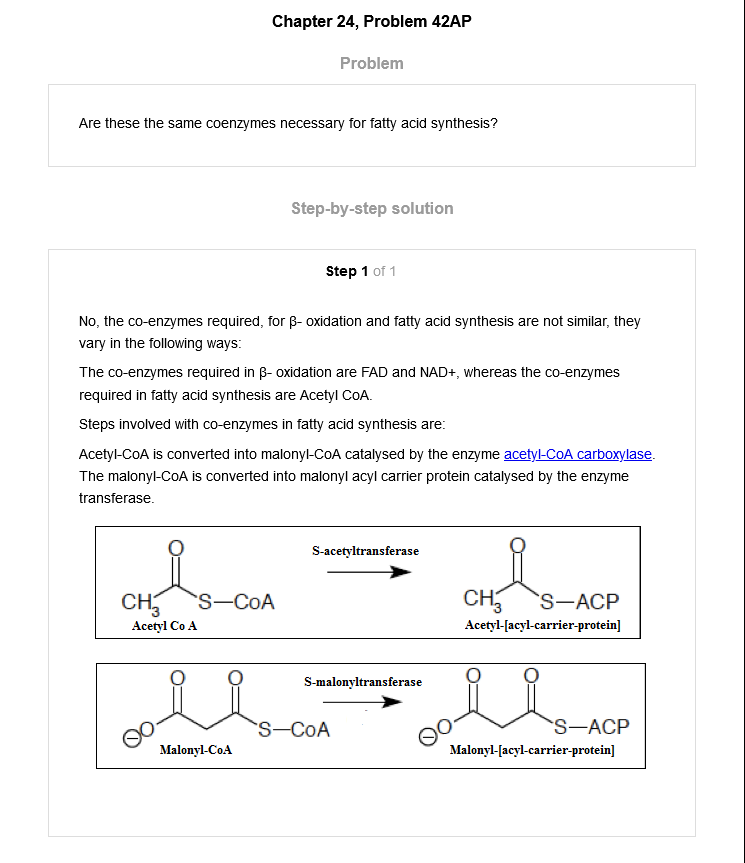 Chapter 24, Problem 42AP
Problem
Are these the same coenzymes necessary for fatty acid synthesis?
Step-by-step solution
Step 1 of 1
No, the co-enzymes required, for β- oxidation and fatty acid synthesis are not similar, they
vary in the following ways:
The co-enzymes required in β- oxidation are FAD and NAD+, whereas the co-enzymes
required in fatty acid synthesis are Acetyl CoA.
Steps involved with co-enzymes in fatty acid synthesis are:
Acetyl-CoA is converted into malonyl-CoA catalysed by the enzyme acetyl-CoA carboxylase.
The malonyl-CoA is converted into malonyl acyl carrier protein catalysed by the enzyme
transferase.
O
S-acetyltransferase
O
CH3 S-CoA
CH3 S-ACP
Acetyl Co A
Acetyl-[acyl-carrier-protein]
O O
S-malonyltransferase
O O
⊖O S-CoA
⊖O S-ACP
Malonyl-CoA
Malonyl-[acyl-carrier-protein]